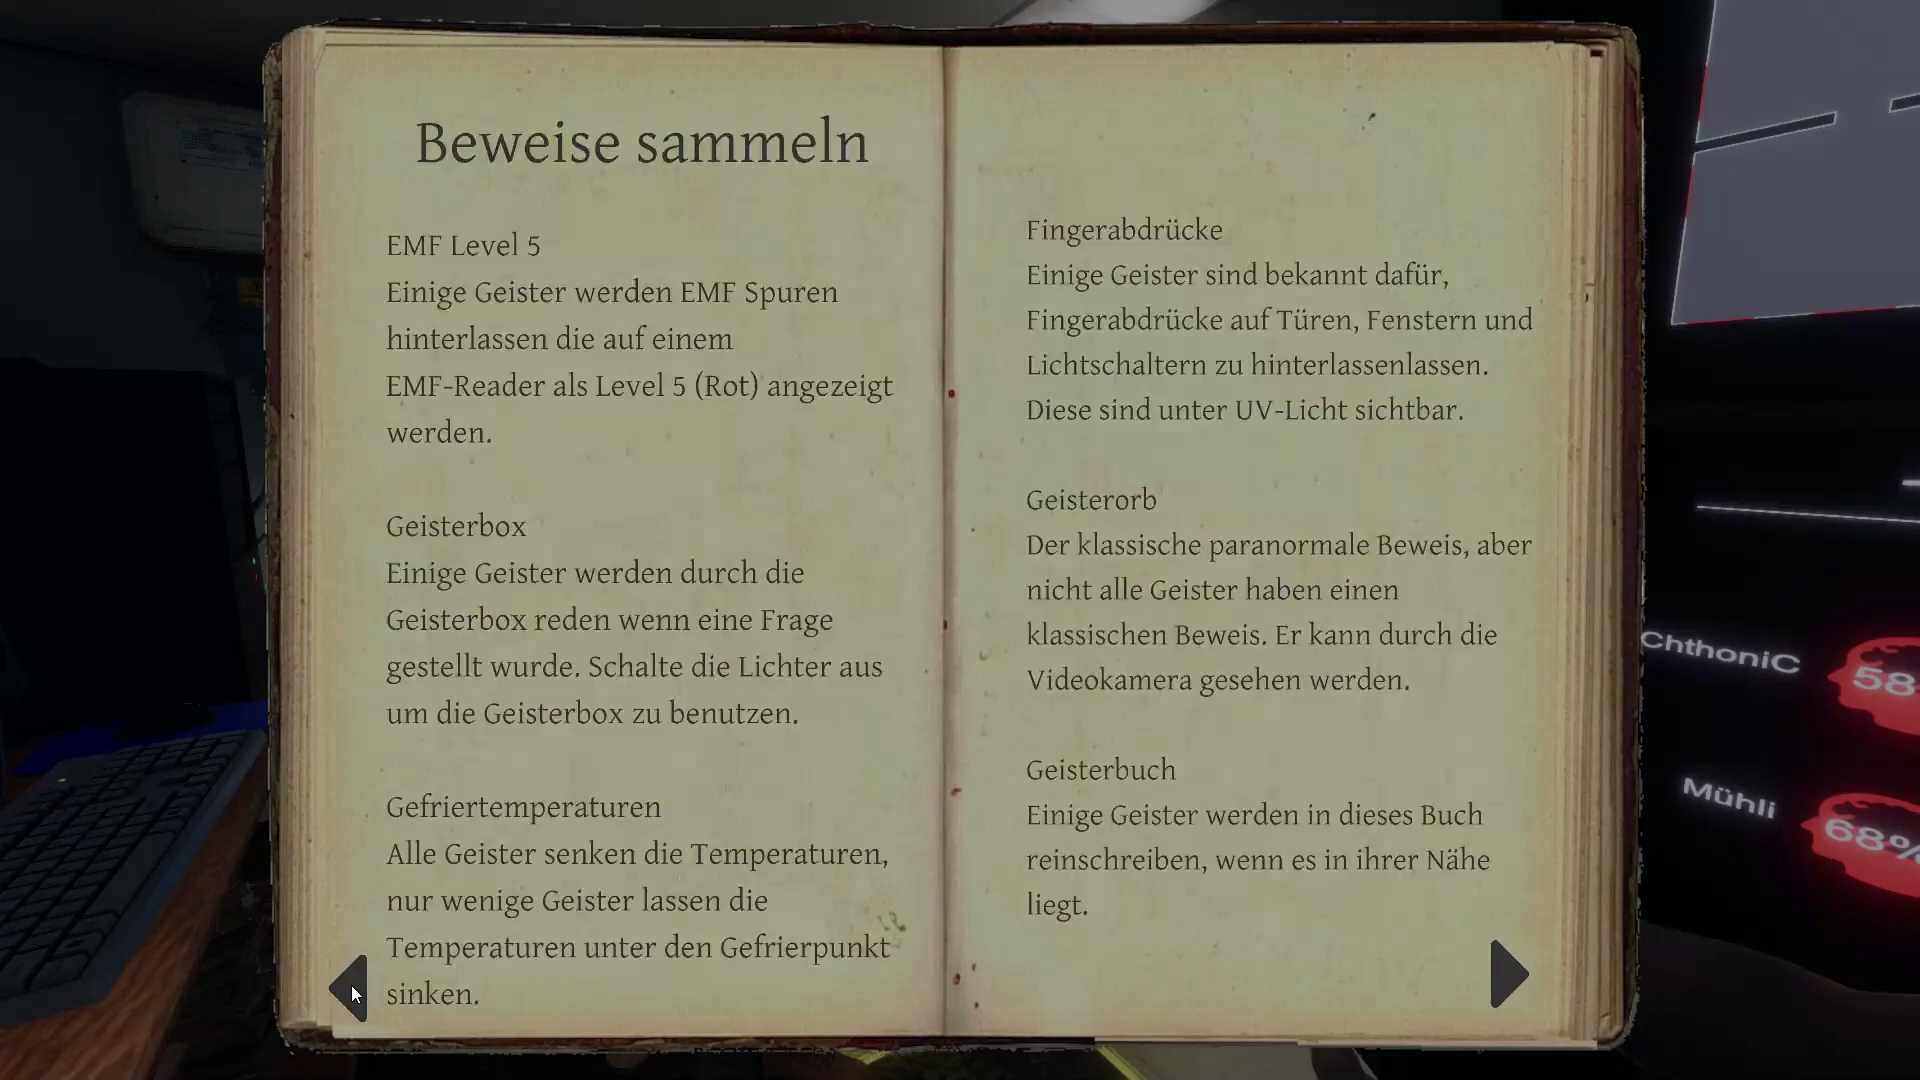 Beweise sammeln
EMF Level 5
Einige Geister werden EMF Spuren
hinterlassen die auf einem
EMF-Reader als Level 5 (Rot) angezeigt
werden.
Geisterbox
Einige Geister werden durch die
Geisterbox reden wenn eine Frage
gestellt wurde. Schalte die Lichter aus
um die Geisterbox zu benutzen.
Gefriertemperaturen
Alle Geister senken die Temperaturen,
nur wenige Geister lassen die
Temperaturen unter den Gefrierpunkt
sinken.
Fingerabdrücke
Einige Geister sind bekannt dafür,
Fingerabdrücke auf Türen, Fenstern und
Lichtschaltern zu hinterlassenlassen.
Diese sind unter UV-Licht sichtbar.
Geisterorb
Der klassische paranormale Beweis, aber
nicht alle Geister haben einen
klassischen Beweis. Er kann durch die
Videokamera gesehen werden.
Geisterbuch
Einige Geister werden in dieses Buch
reinschreiben, wenn es in ihrer Nähe
liegt.
ChthoniC
58
Mühli
68%